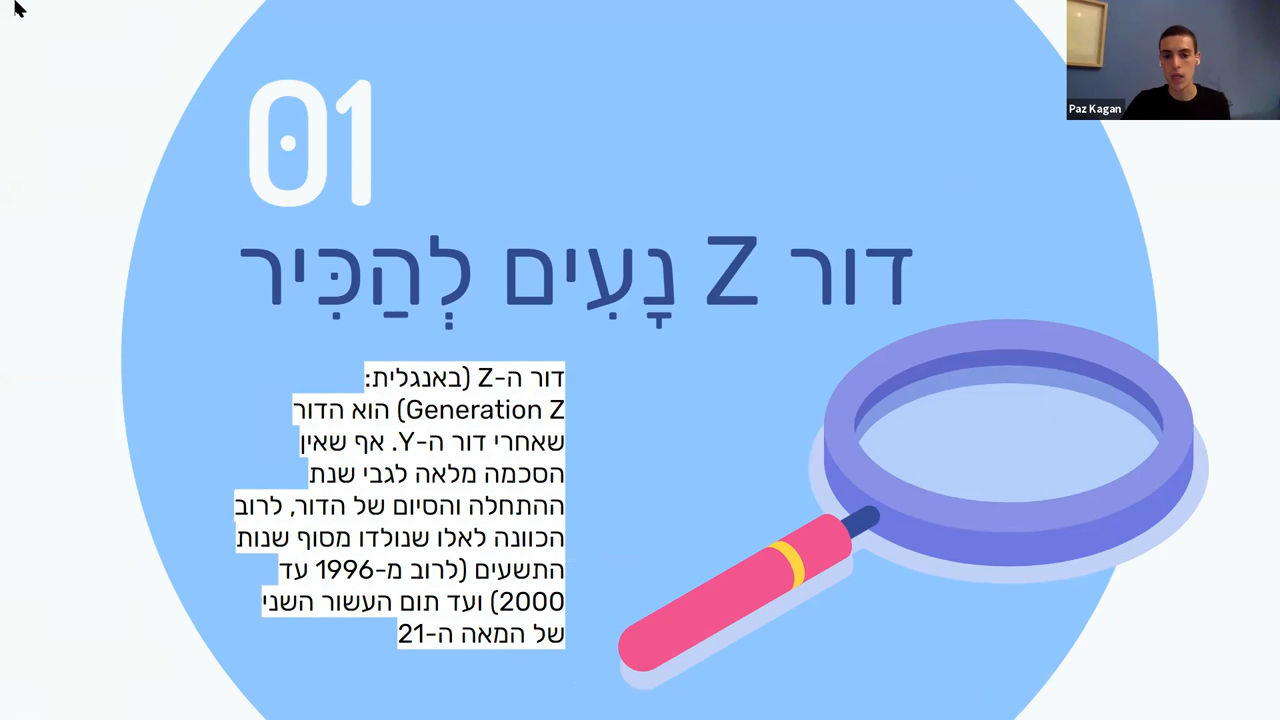 01
דור Z נָעִים לְהַכִּיר
דור ה-Z (באנגלית:
Generation Z) הוא הדור
שאחרי דור ה-Y. אף שאין
הסכמה מלאה לגבי שנת
ההתחלה והסיום של הדור, לרוב
הכוונה לאלו שנולדו מסוף שנות
התשעים (לרוב מ-1996 עד
2000) ועד תום העשור השני
של המאה ה-21
Paz Kagan